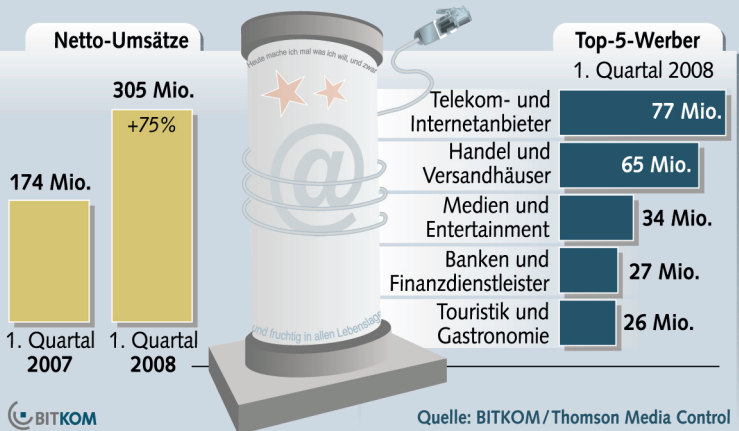 Netto-Umsätze
305 Mio.
+75%
174 Mio.
1. Quartal
2007
1. Quartal
2008
Heute mache ich mal was ich will, und zwar
@
und fruchtig in allen Lebenslage
Top-5-Werber
1. Quartal 2008
Telekom- und
Internetanbieter
77 Mio.
Handel und
Versandhäuser
65 Mio.
Medien und
Entertainment
34 Mio.
Banken und
Finanzdienstleister
27 Mio.
Touristik und
Gastronomie
26 Mio.
BITKOM
Quelle: BITKOM/Thomson Media Control